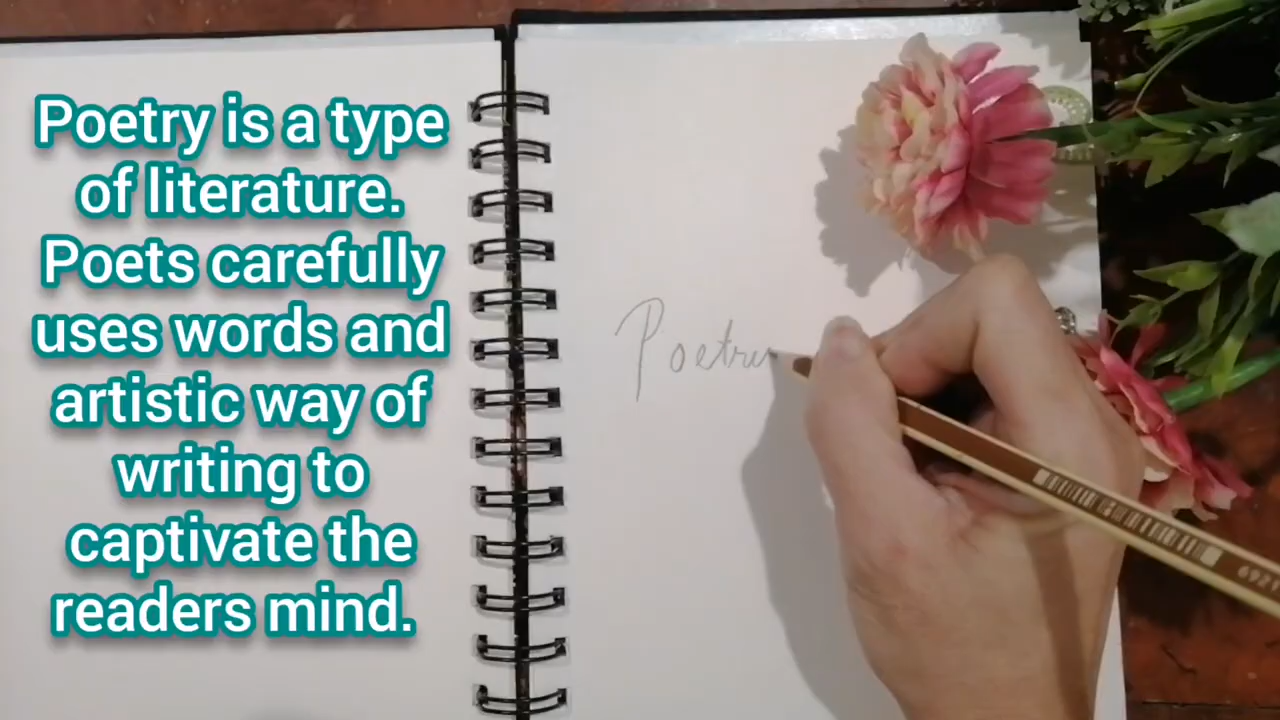 Poetry is a type
of literature.
Poets carefully
uses words and
artistic way of
writing to
captivate the
readers mind.
Poetry